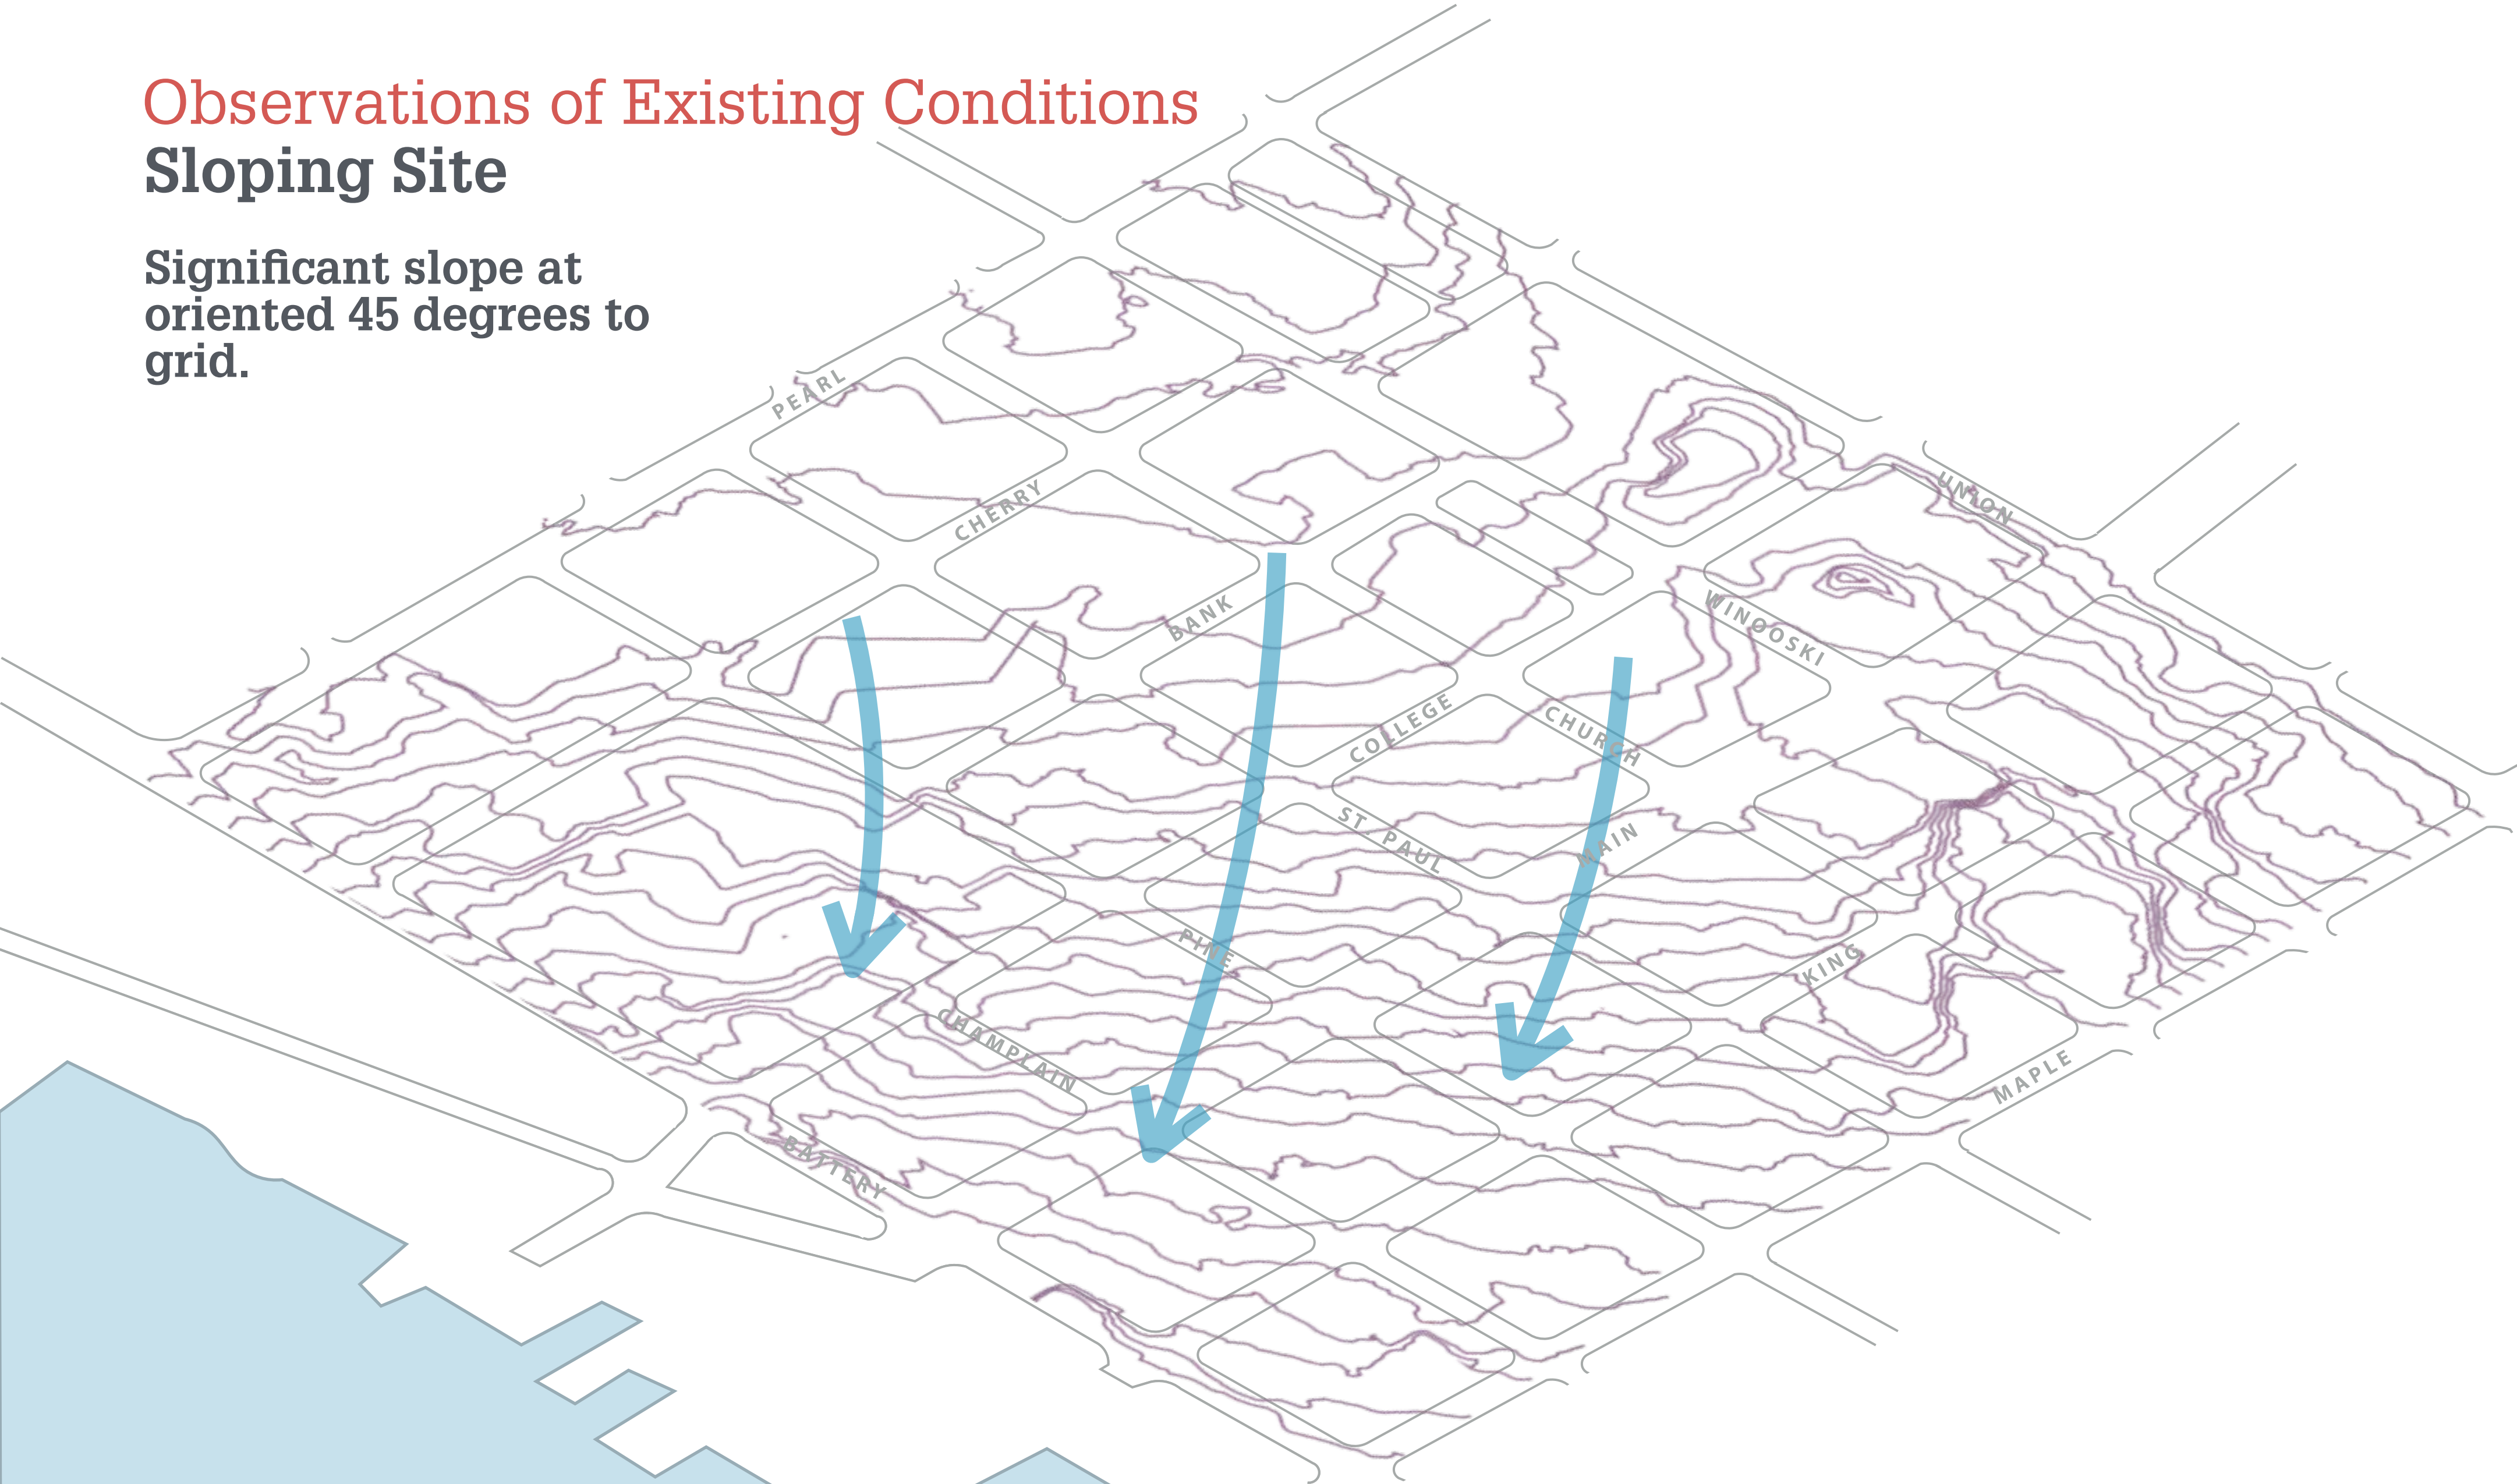 Observations of Existing Conditions
Sloping Site
Significant slope at
oriented 45 degrees to
grid.
PEARL
CHERRY
UNION
BANK
WINOOSKI
COLLEGE
CHURCH
ST. PAUL
MAIN
PINE
KING
CHAMPLAIN
MAPLE
BATTERY